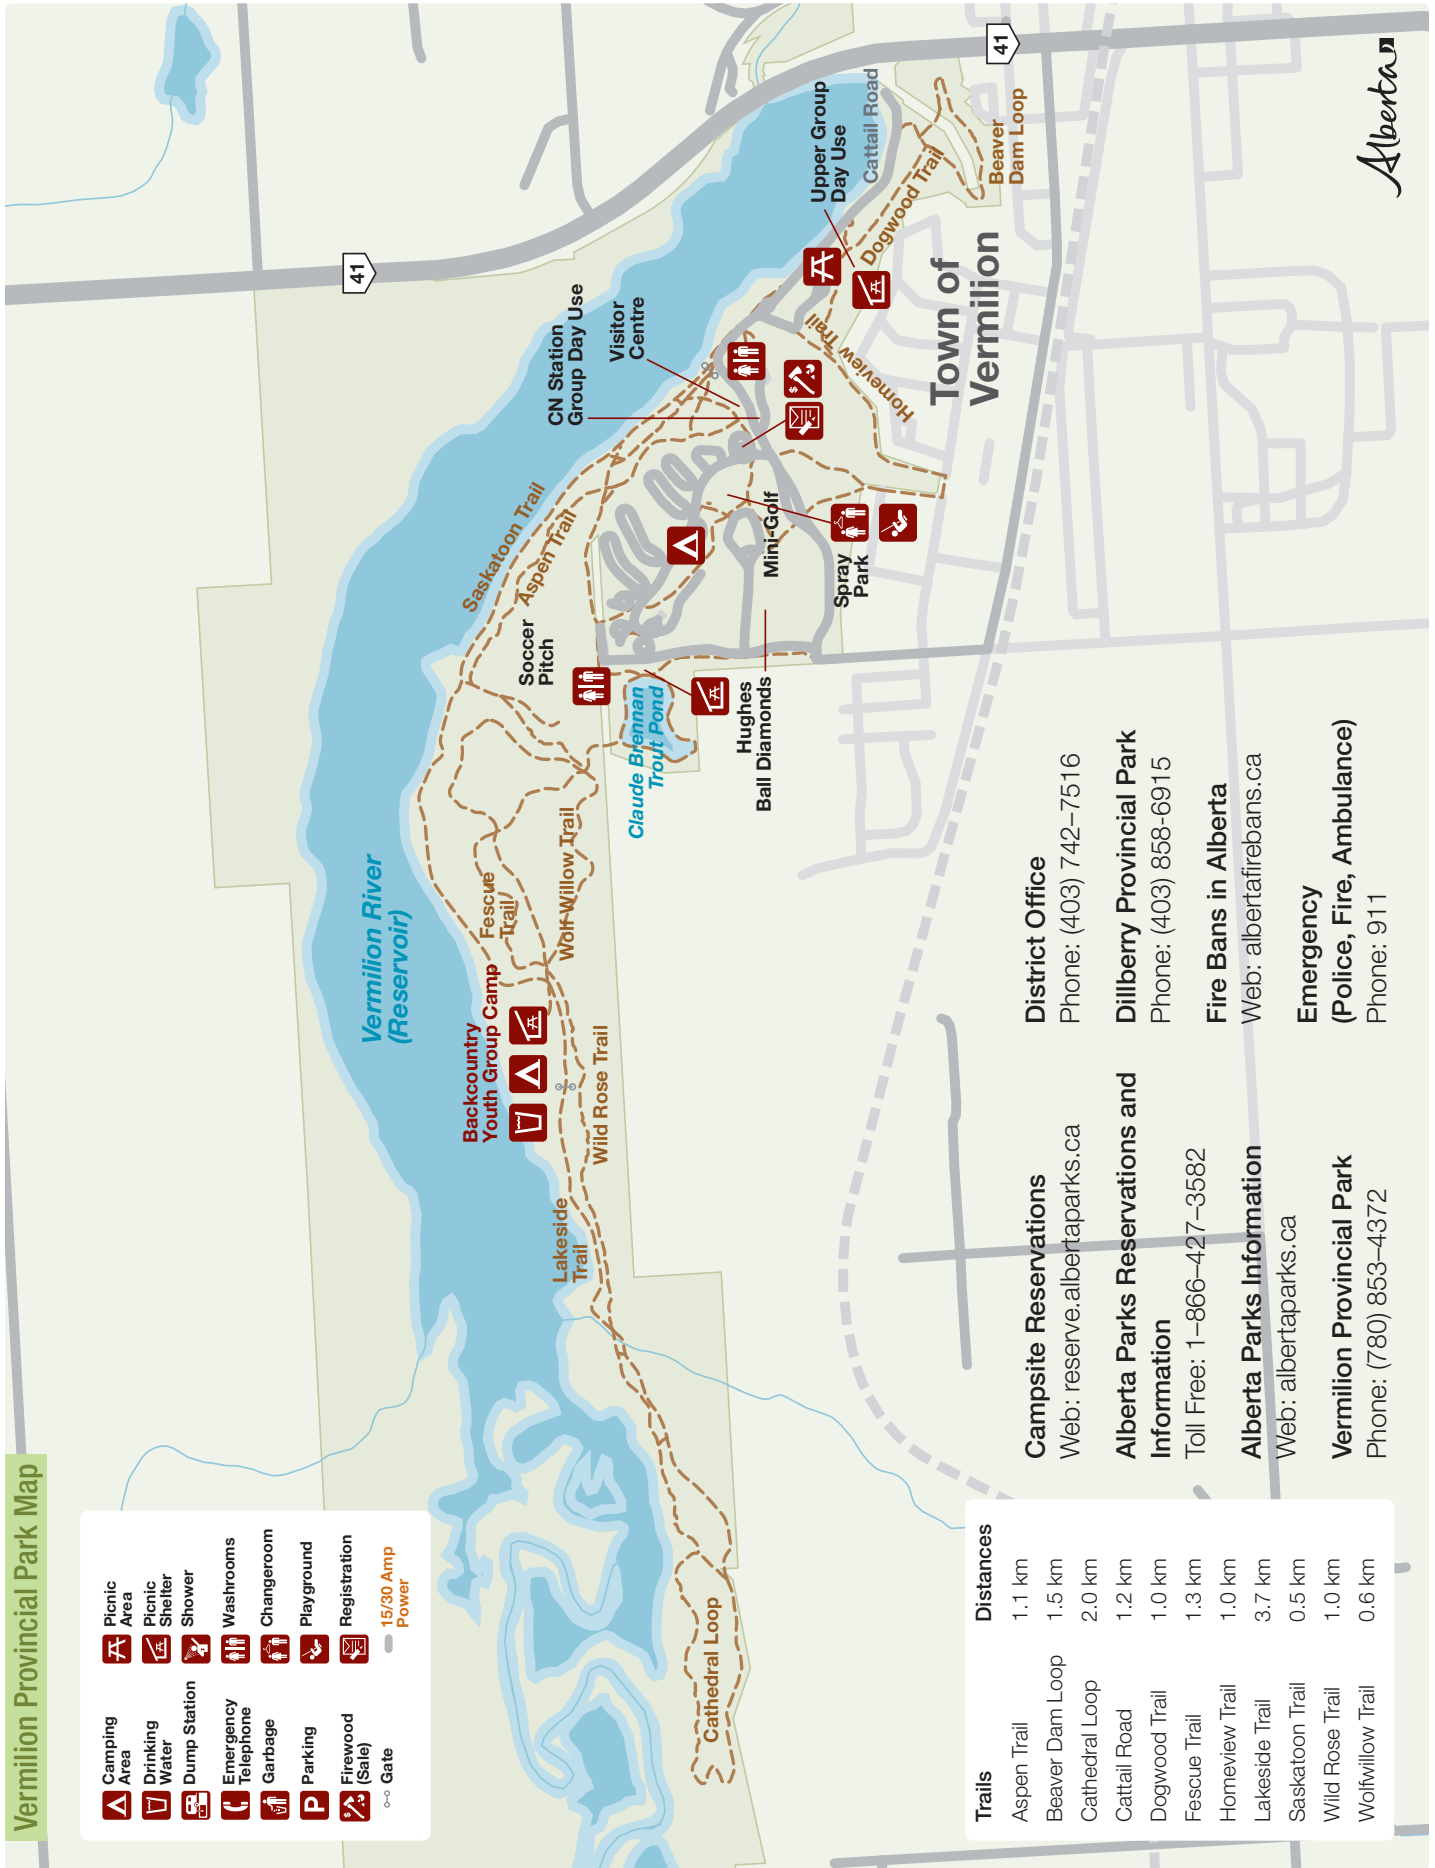 Vermilion Provincial Park Map
Camping
Area
Drinking
Water
Dump Station
Emergency
Telephone
Garbage
P
Parking
Firewood
(Sale)
Gate
Picnic
Area
Picnic
Shelter
Shower
Washrooms
Changeroom
Playground
Registration
15/30 Amp
Power
41
41
Vermilion River
(Reservoir)
Saskatoon Trail
Aspen Trail
CN Station
Group Day Use
Visitor
Centre
Upper Group
Day Use
Cattail Road
Dogwood Trail
Beaver
Dam Loop
Homeview Trail
Town of
Vermilion
Soccer
Pitch
Mini-Golf
Spray
Park
Claude Brennan
Trout Pond
Hughes
Ball Diamonds
Fescue
Trail
Wolf Willow Trail
Backcountry
Youth Group Camp
Wild Rose Trail
Lakeside
Trail
Cathedral Loop
Trails Distances
Aspen Trail 1.1 km
Beaver Dam Loop 1.5 km
Cathedral Loop 2.0 km
Cattail Road 1.2 km
Dogwood Trail 1.0 km
Fescue Trail 1.3 km
Homeview Trail 1.0 km
Lakeside Trail 3.7 km
Saskatoon Trail 0.5 km
Wild Rose Trail 1.0 km
Wolfwillow Trail 0.6 km
Campsite Reservations
Web: reserve.albertaparks.ca
Alberta Parks Reservations and
Information
Toll Free: 1–866–427–3582
Alberta Parks Information
Web: albertaparks.ca
Vermilion Provincial Park
Phone: (780) 853–4372
District Office
Phone: (403) 742–7516
Dillberry Provincial Park
Phone: (403) 858-6915
Fire Bans in Alberta
Web: albertafirebans.ca
Emergency
(Police, Fire, Ambulance)
Phone: 911
Alberta